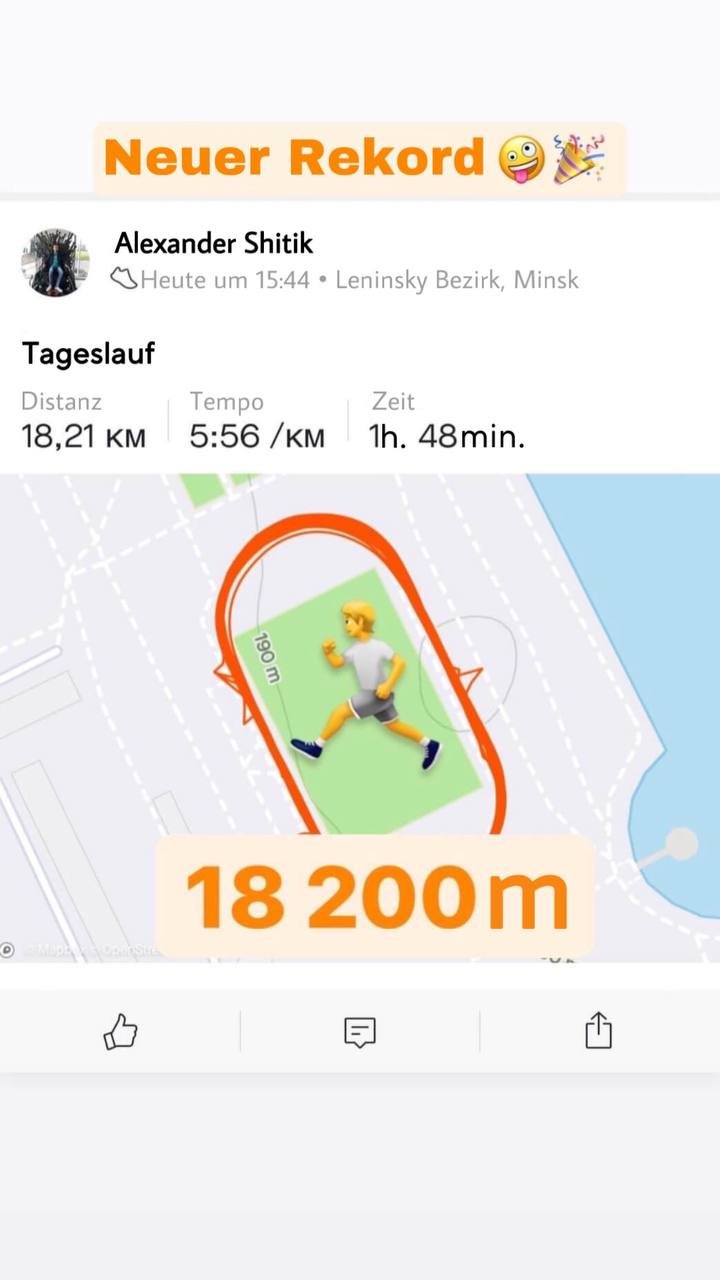 Neuer Rekord 🤪🎉
Alexander Shitik
Heute um 15:44 • Leninsky Bezirk, Minsk
Tageslauf
Distanz Tempo Zeit
18,21 км 5:56 /км 1h. 48min.
190 m
18 200m
© Mapbox © OpenStre